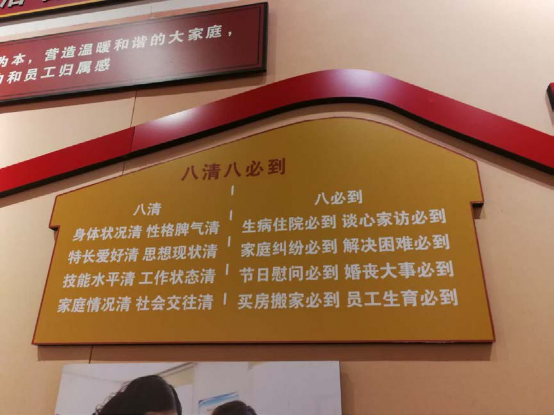 为本，营造温暖和谐的大家庭，
和员工归属感
八清八必到
八清
身体状况清 性格脾气清
特长爱好清 思想现状清
技能水平清 工作状态清
家庭情况清 社会交往清
八必到
生病住院必到 谈心家访必到
家庭纠纷必到 解决困难必到
节日慰问必到 婚丧大事必到
买房搬家必到 员工生育必到